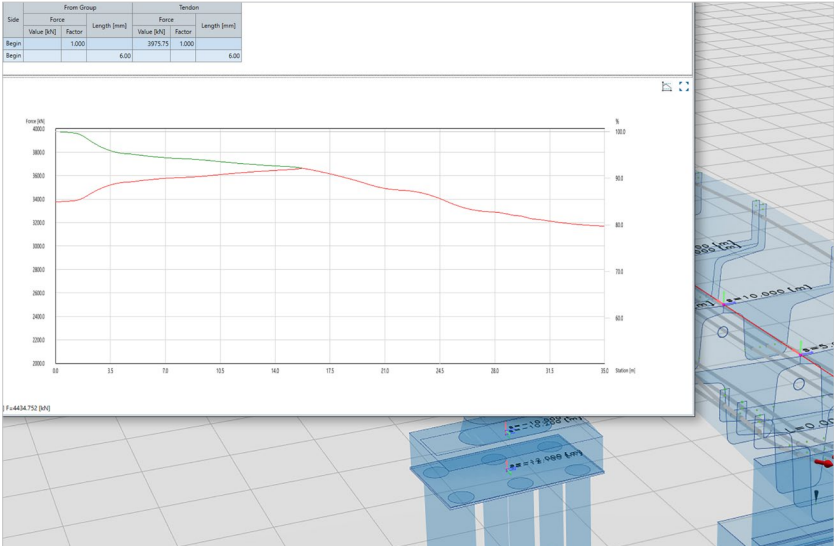 From Group Tendon
Side Force Length [mm] Force Length [mm]
Value [kN] Factor Value [kN] Factor
Begin 1.000 3975.75 1.000
Begin 6.00 6.00
Force [kN] %
4000.0 100.0
3800.0
3600.0 90.0
3400.0
3200.0 80.0
3000.0
2800.0 70.0
2600.0
2400.0 60.0
2200.0
2000.0
0.0 3.5 7.0 10.5 14.0 17.5 21.0 24.5 28.0 31.5 35.0 Station [m]
] F=4434.752 [kN]
s=10.000 [m]